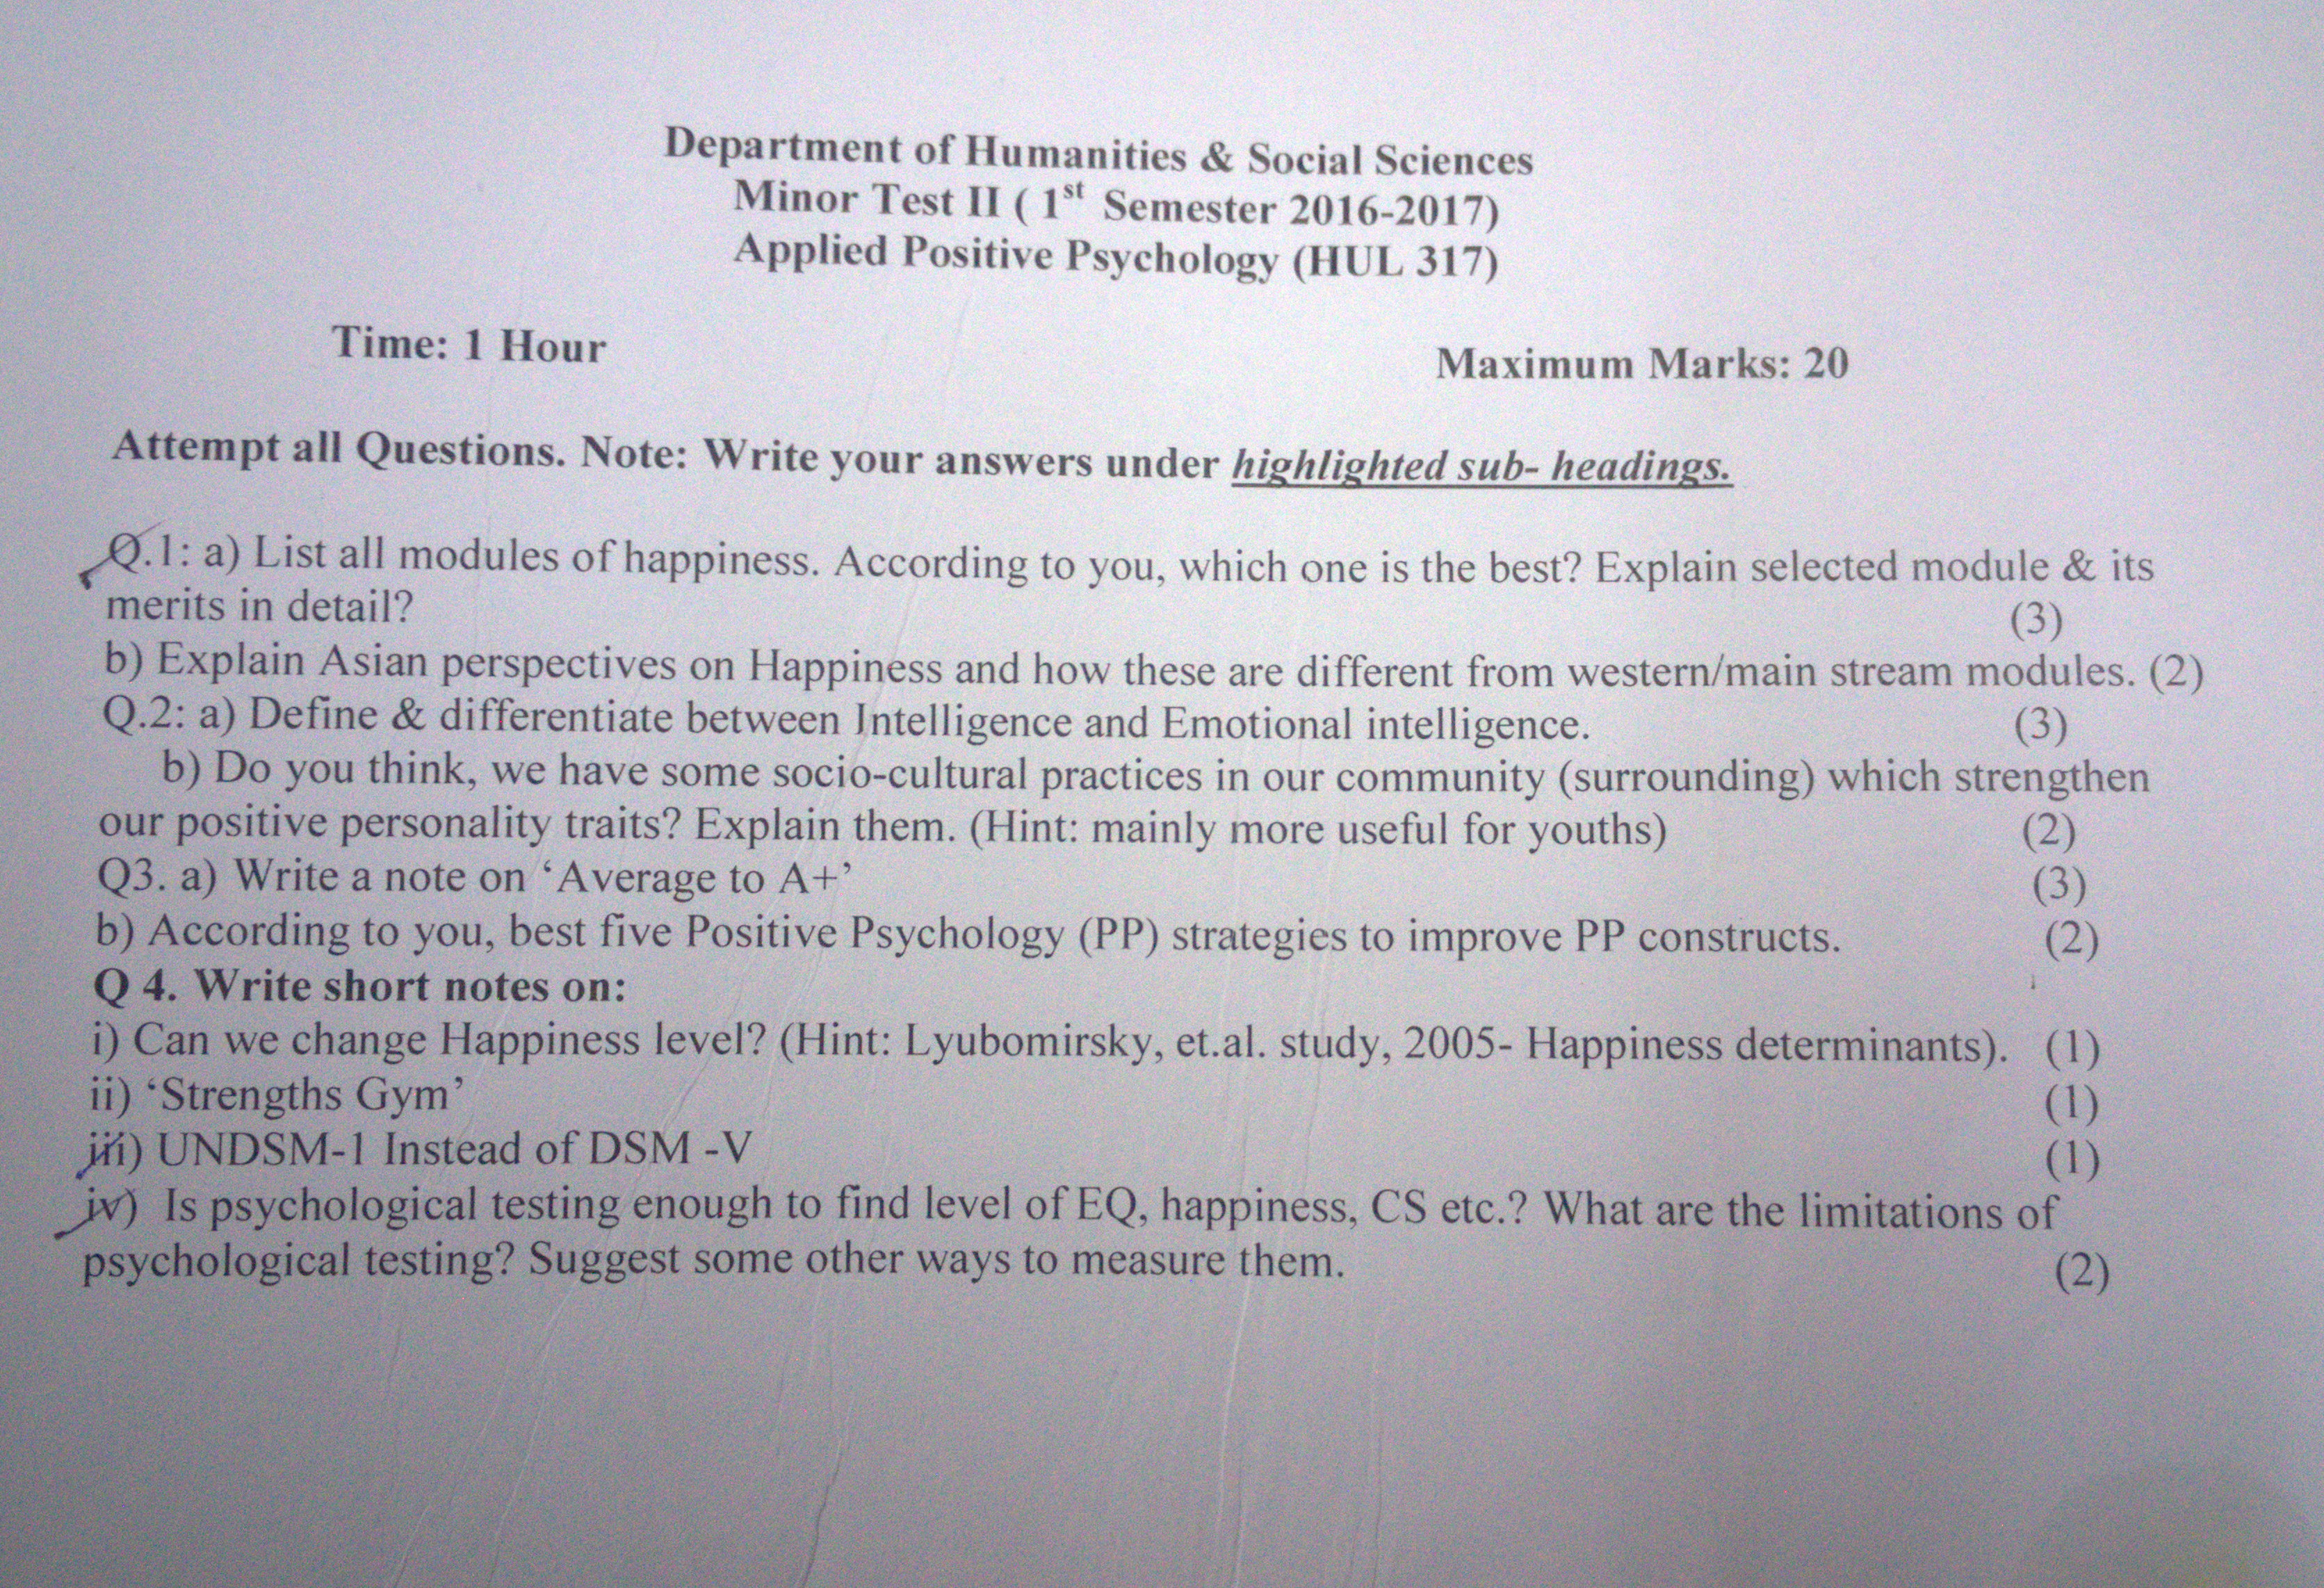 Department of Humanities & Social Sciences
Minor Test II ( 1st Semester 2016-2017)
Applied Positive Psychology (HUL 317)
Time: 1 Hour
Maximum Marks: 20
Attempt all Questions. Note: Write your answers under highlighted sub- headings.
Q.1: a) List all modules of happiness. According to you, which one is the best? Explain selected module & its
merits in detail? (3)
b) Explain Asian perspectives on Happiness and how these are different from western/main stream modules. (2)
Q.2: a) Define & differentiate between Intelligence and Emotional intelligence. (3)
b) Do you think, we have some socio-cultural practices in our community (surrounding) which strengthen
our positive personality traits? Explain them. (Hint: mainly more useful for youths) (2)
Q3. a) Write a note on ‘Average to A+’ (3)
b) According to you, best five Positive Psychology (PP) strategies to improve PP constructs. (2)
Q 4. Write short notes on:
i) Can we change Happiness level? (Hint: Lyubomirsky, et.al. study, 2005- Happiness determinants). (1)
ii) ‘Strengths Gym’ (1)
iii) UNDSM-1 Instead of DSM -V (1)
iv) Is psychological testing enough to find level of EQ, happiness, CS etc.? What are the limitations of
psychological testing? Suggest some other ways to measure them. (2)